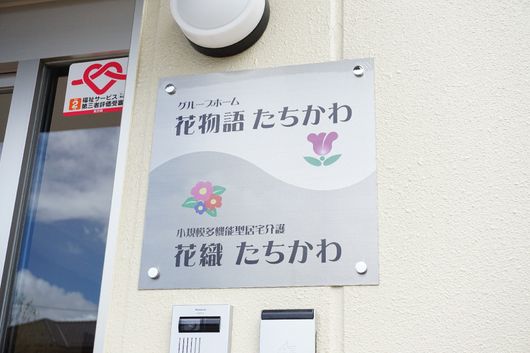 グループホーム
花物語 たちかわ
小規模多機能型居宅介護
花織 たちかわ
福祉サービス
第三者評価受審